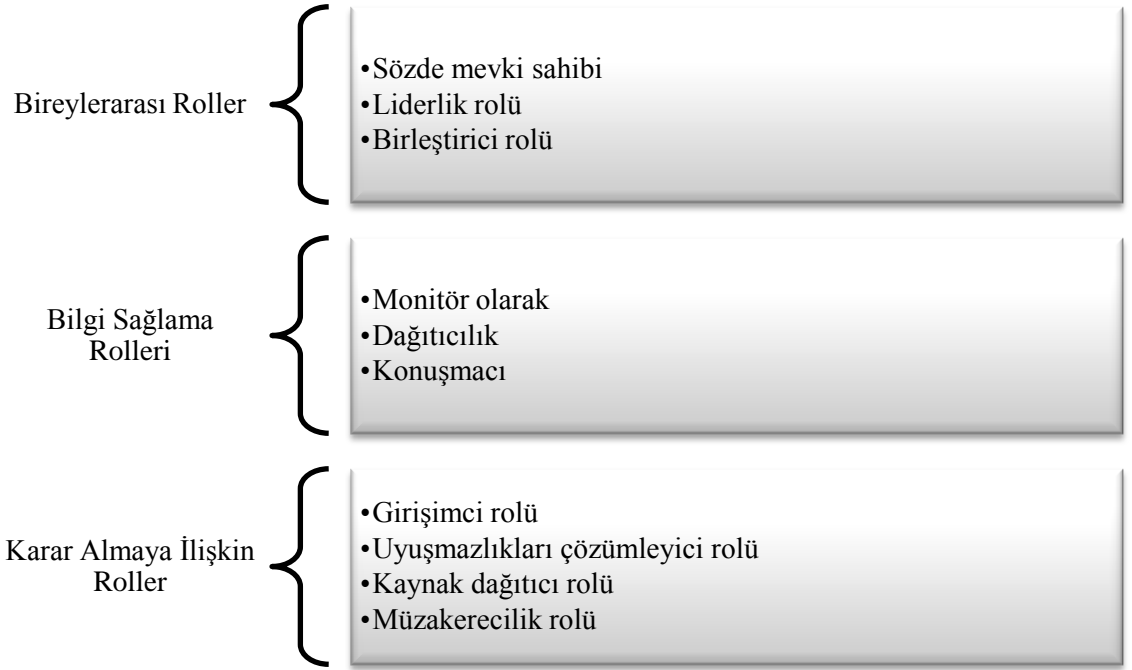 Bireylerarası Roller
•Sözde mevki sahibi
•Liderlik rolü
•Birleştirici rolü
Bilgi Sağlama
Rolleri
•Monitör olarak
•Dağıtıcılık
•Konuşmacı
Karar Almaya İlişkin
Roller
•Girişimci rolü
•Uyuşmazlıkları çözümleyici rolü
•Kaynak dağıtıcı rolü
•Müzakerecilik rolü